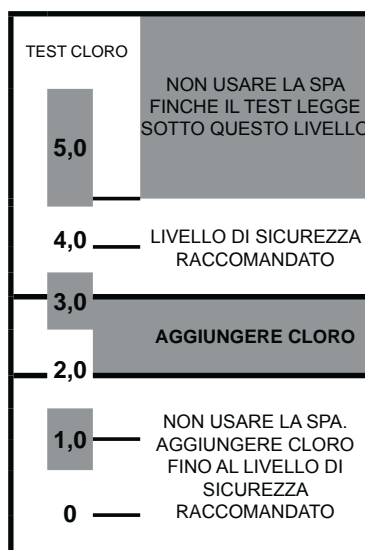 TEST CLORO
NON USARE LA SPA
FINCHE IL TEST LEGGE
SOTTO QUESTO LIVELLO
5,0
4,0
LIVELLO DI SICUREZZA
RACCOMANDATO
3,0
AGGIUNGERE CLORO
2,0
NON USARE LA SPA.
1,0
AGGIUNGERE CLORO
FINO AL LIVELLO DI
SICUREZZA
RACCOMANDATO
0